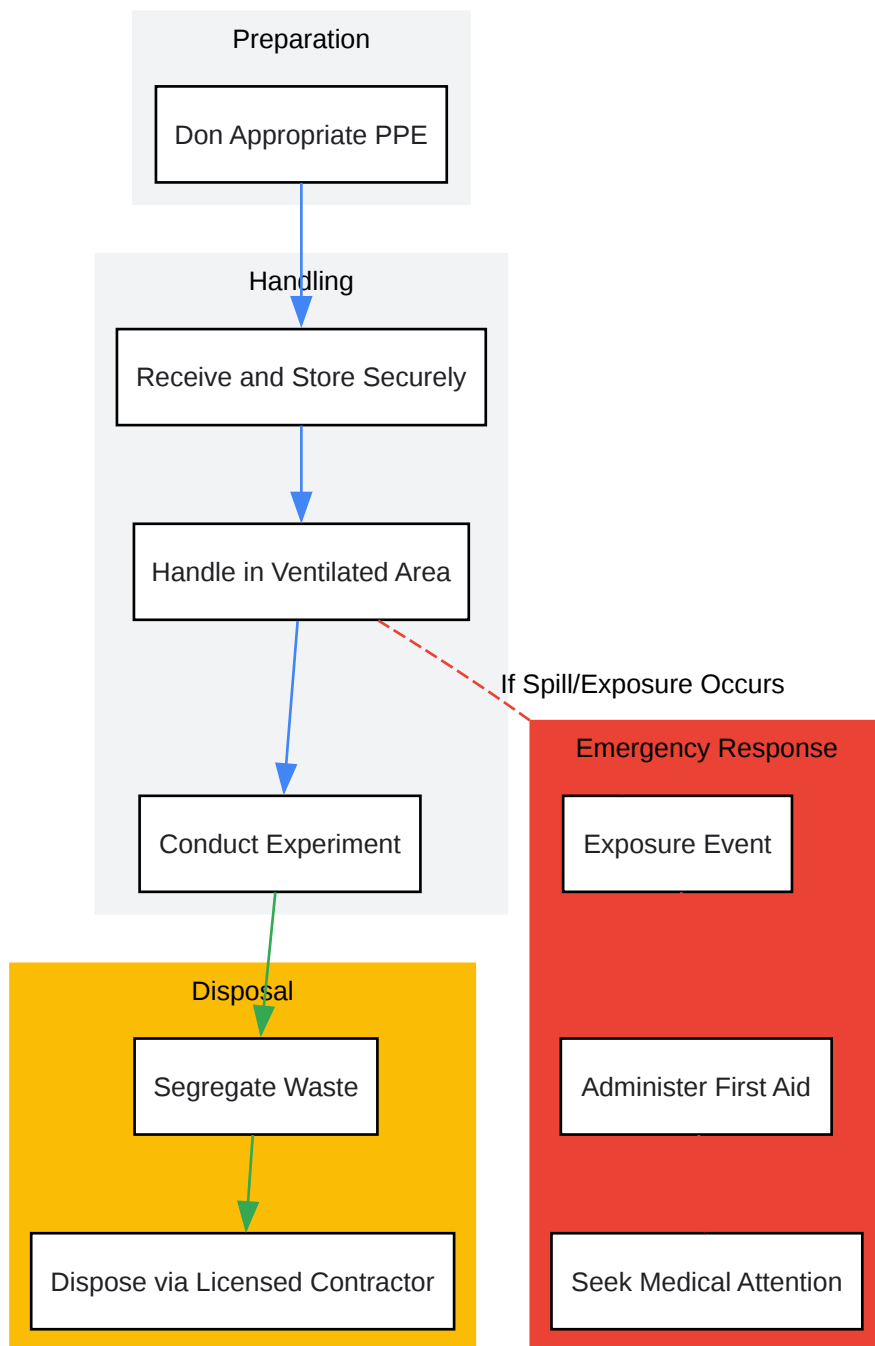 Preparation
Don Appropriate PPE
Handling
Receive and Store Securely
Handle in Ventilated Area
If Spill/Exposure Occurs
Emergency Response
Conduct Experiment
Exposure Event
Disposal
Segregate Waste
Administer First Aid
Dispose via Licensed Contractor
Seek Medical Attention